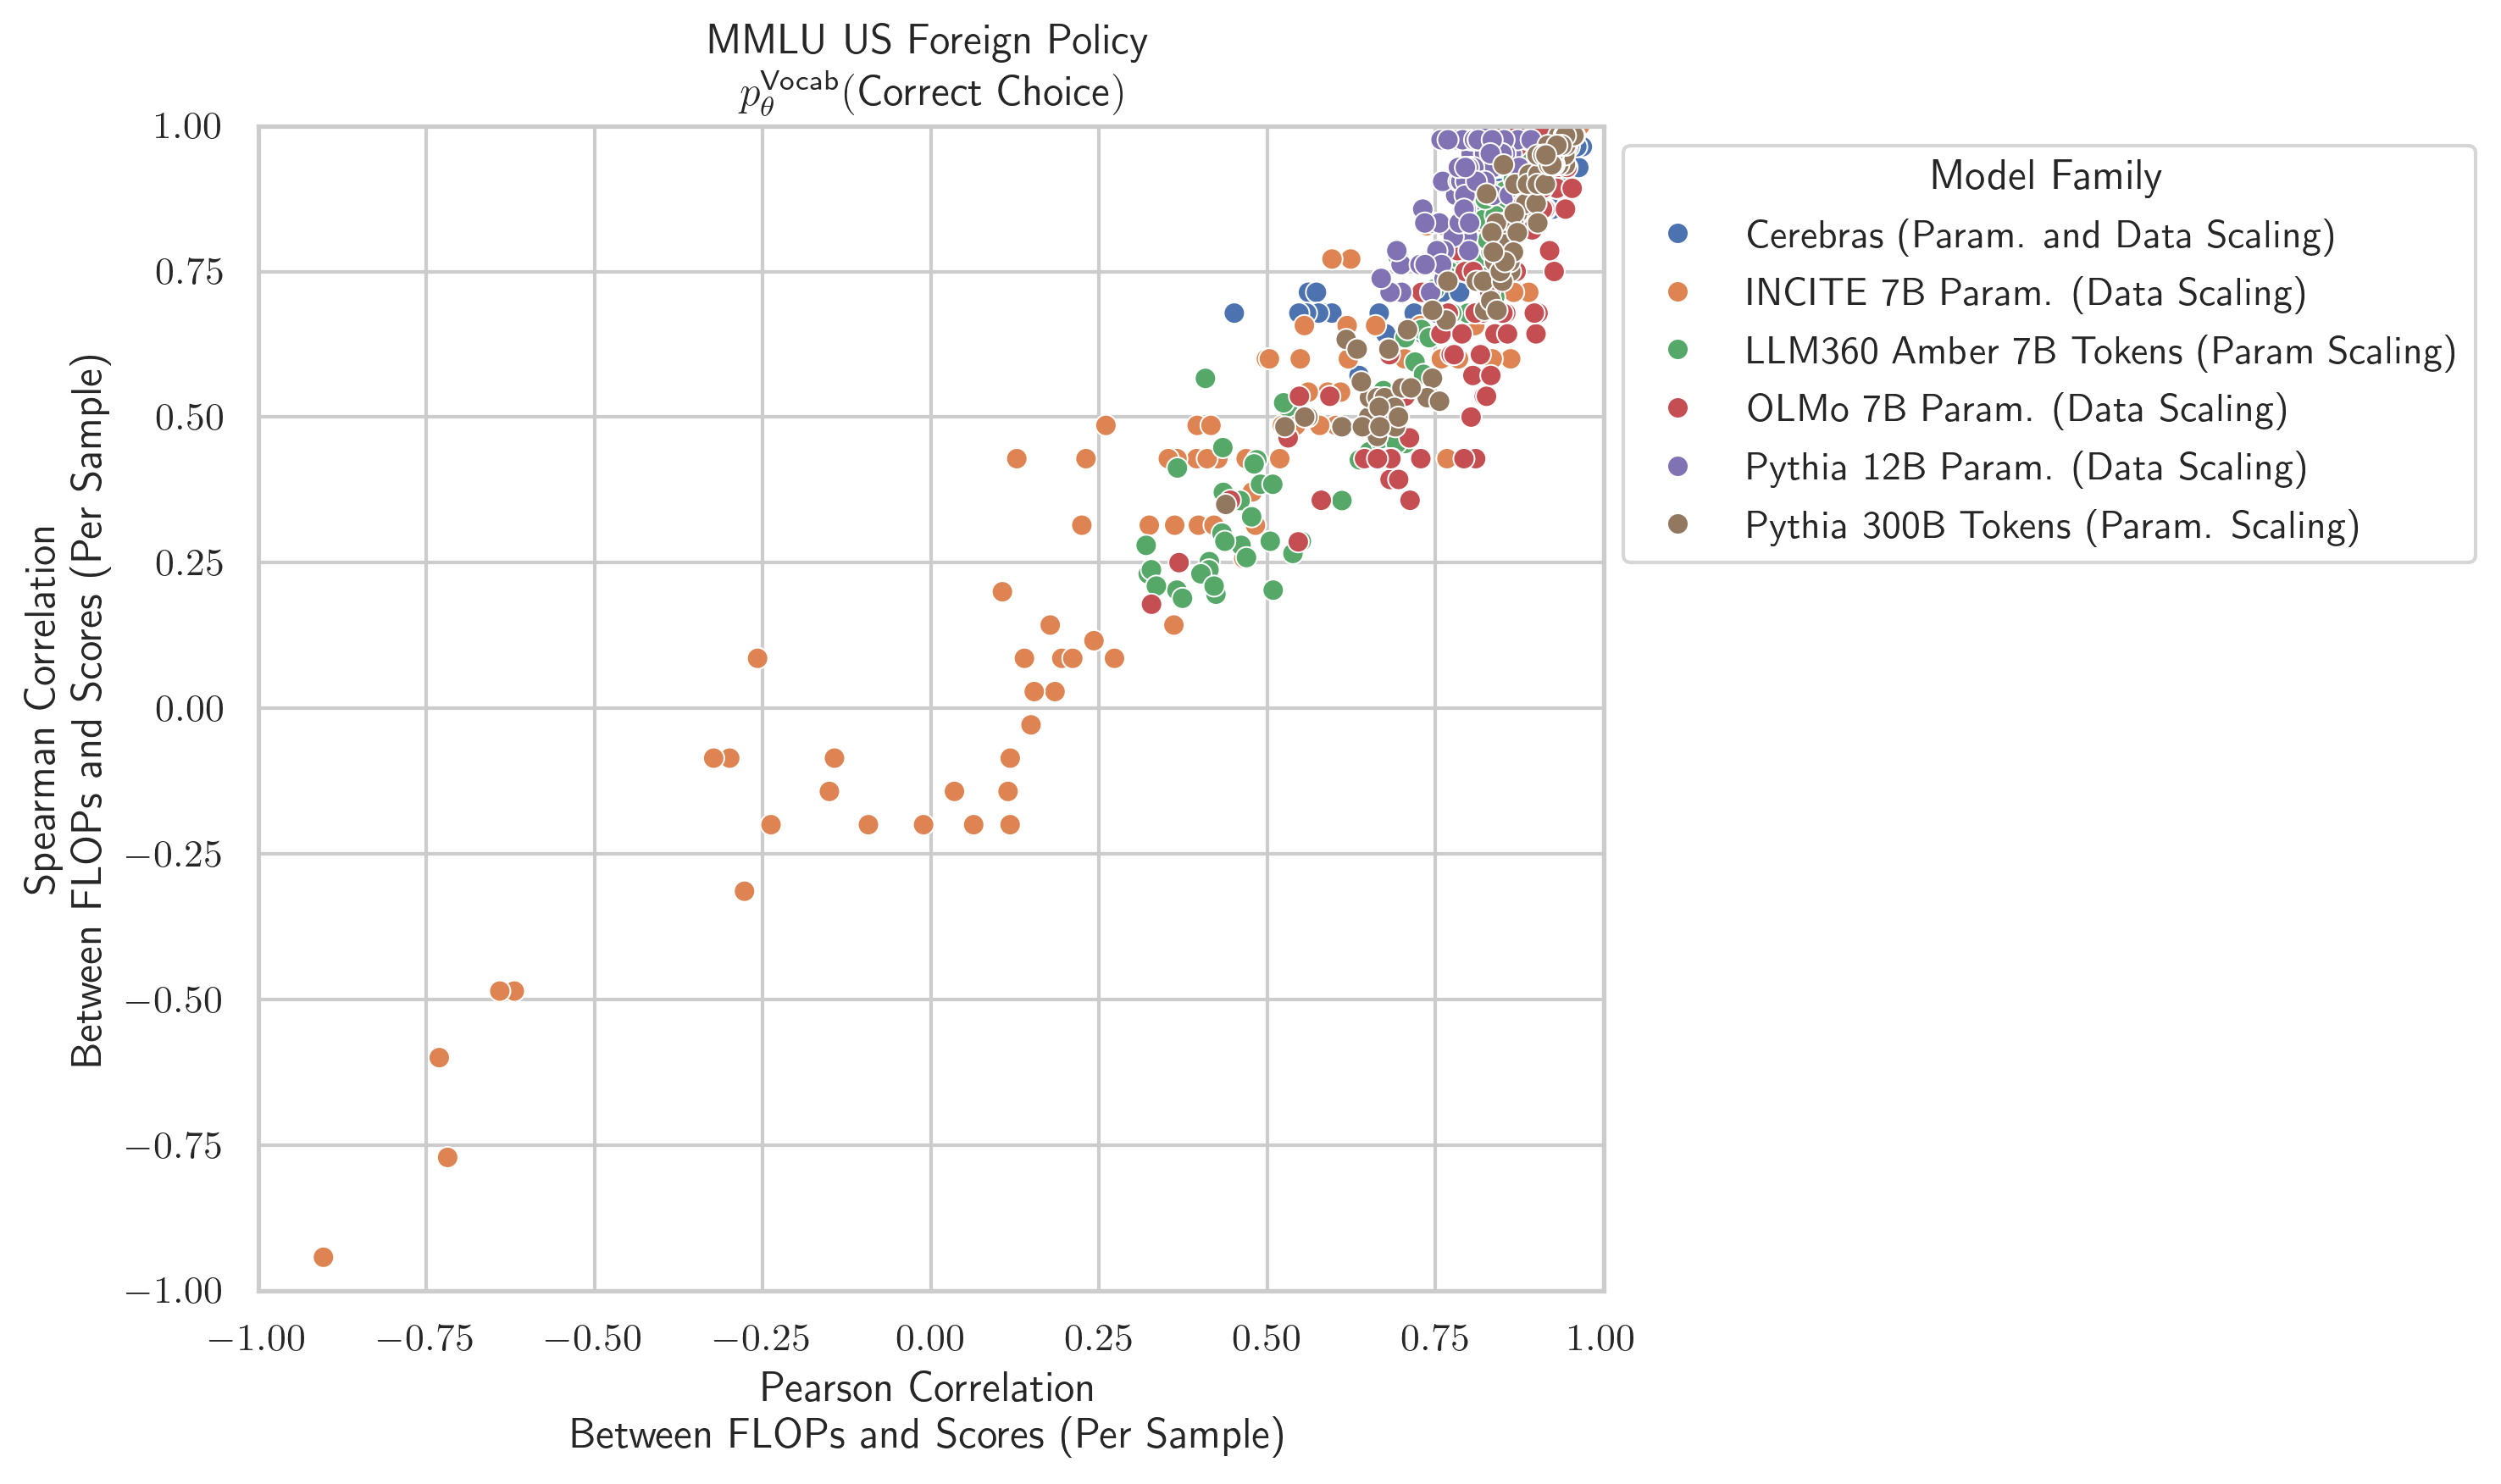 MMLU US Foreign Policy
p_θ^Vocab(Correct Choice)
1.00
0.75
0.50
0.25
0.00
−0.25
−0.50
−0.75
−1.00
Spearman Correlation
Between FLOPs and Scores (Per Sample)
−1.00 −0.75 −0.50 −0.25 0.00 0.25 0.50 0.75 1.00
Pearson Correlation
Between FLOPs and Scores (Per Sample)
Model Family
Cerebras (Param. and Data Scaling)
INCITE 7B Param. (Data Scaling)
LLM360 Amber 7B Tokens (Param Scaling)
OLMo 7B Param. (Data Scaling)
Pythia 12B Param. (Data Scaling)
Pythia 300B Tokens (Param. Scaling)